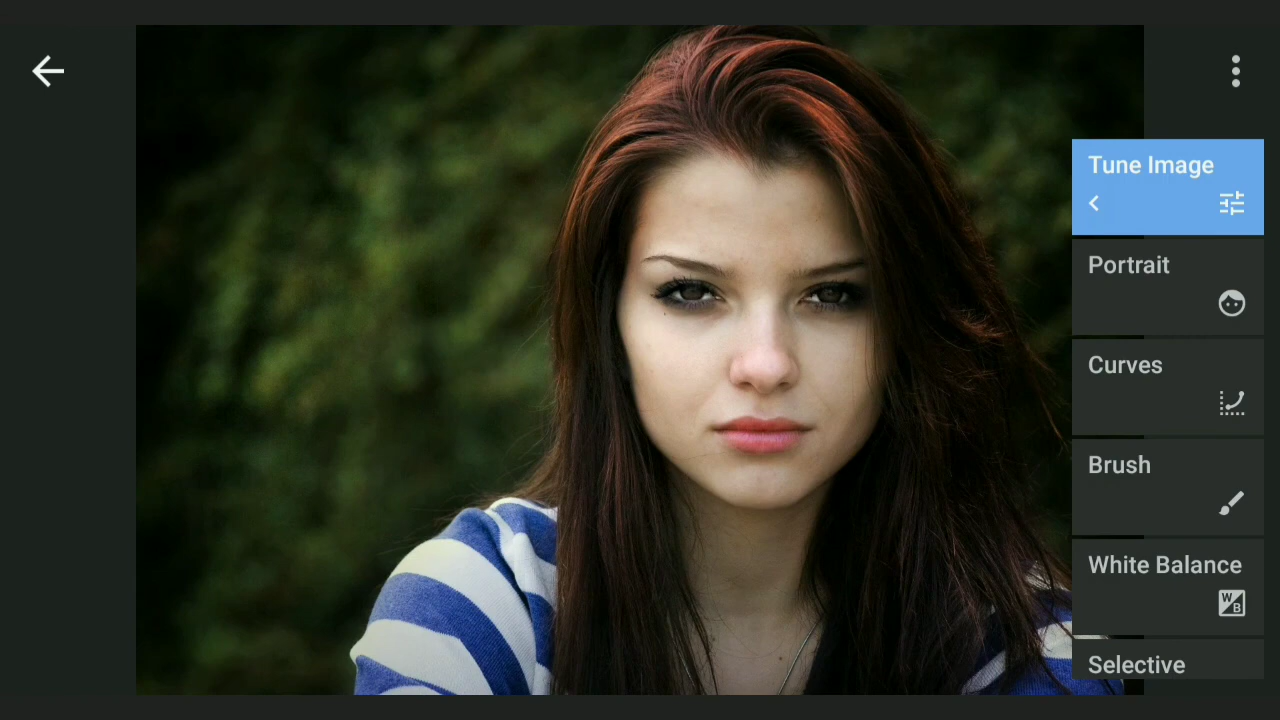 Tune Image
Portrait
Curves
Brush
White Balance
W
B
Selective